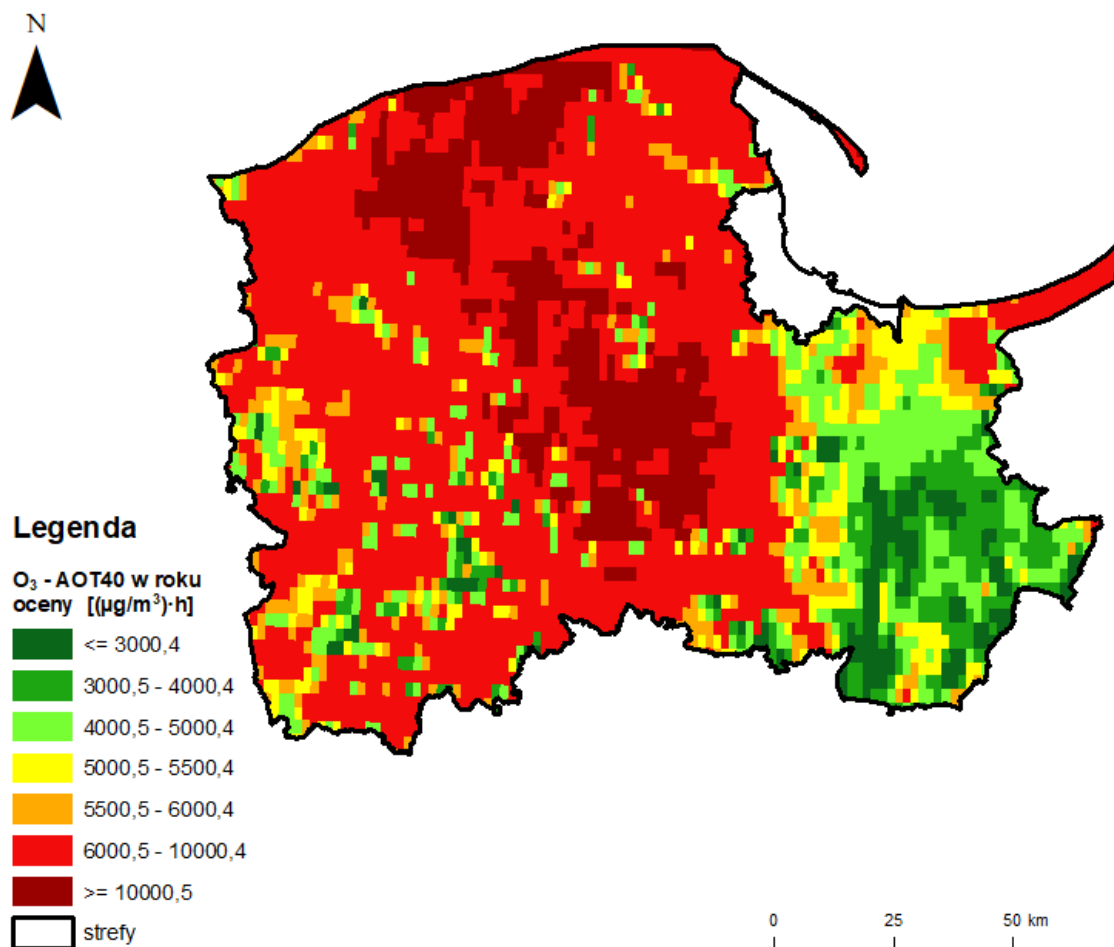 N
Legenda
O₃ - AOT40 w roku
oceny [(µg/m³)·h]
<= 3000,4
3000,5 - 4000,4
4000,5 - 5000,4
5000,5 - 5500,4
5500,5 - 6000,4
6000,5 - 10000,4
>= 10000,5
strefy
0 25 50 km